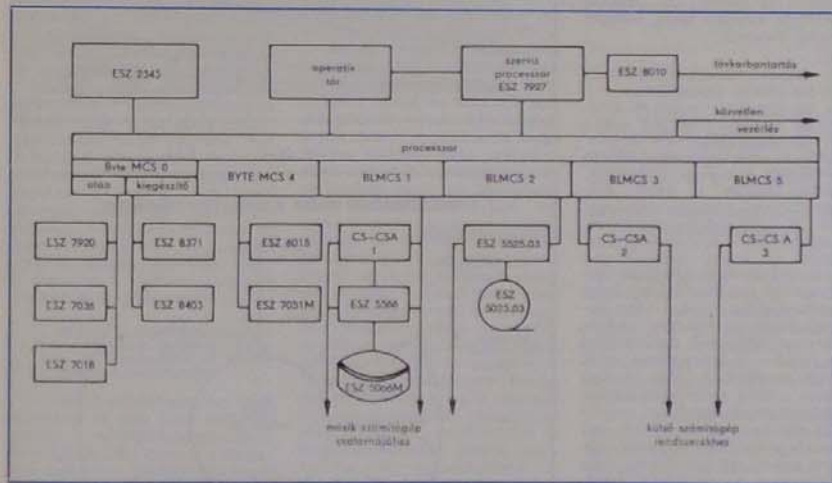 ESZ 2345
operatív
tár
szerviz
processzor
ESZ 7927
ESZ 8010
távkarbantartás
közvetlen
vezérlés
processzor
Byte MCS 0
alap
kiegészítő
BYTE MCS 4
BLMCS 1
BLMCS 2
BLMCS 3
BLMCS 5
ESZ 7920
ESZ 8371
ESZ 6015
CS-CSA
1
ESZ 5525.03
CS-CSA
2
CS-CSA
3
ESZ 7036
ESZ 8403
ESZ 7031M
ESZ 5566
ESZ
5025.03
ESZ 7018
ESZ 5066M
másik számítógép
csatornájához
külső számítógép
rendszerekhez